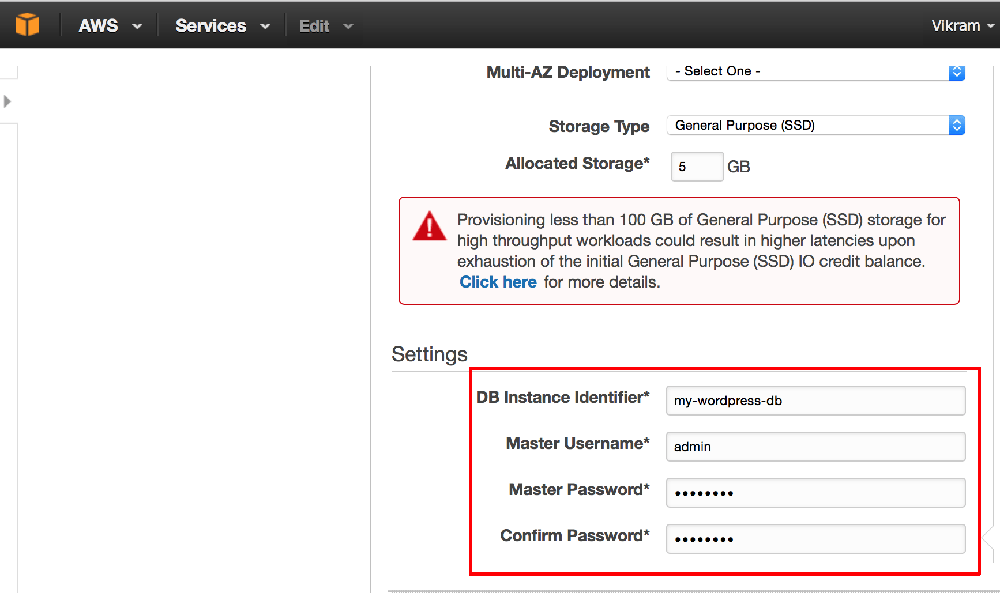 AWS Services Edit Vikram
Multi-AZ Deployment - Select One -
Storage Type General Purpose (SSD)
Allocated Storage* 5 GB
Provisioning less than 100 GB of General Purpose (SSD) storage for
high throughput workloads could result in higher latencies upon
exhaustion of the initial General Purpose (SSD) IO credit balance.
Click here for more details.
Settings
DB Instance Identifier* my-wordpress-db
Master Username* admin
Master Password* ••••••••
Confirm Password* ••••••••